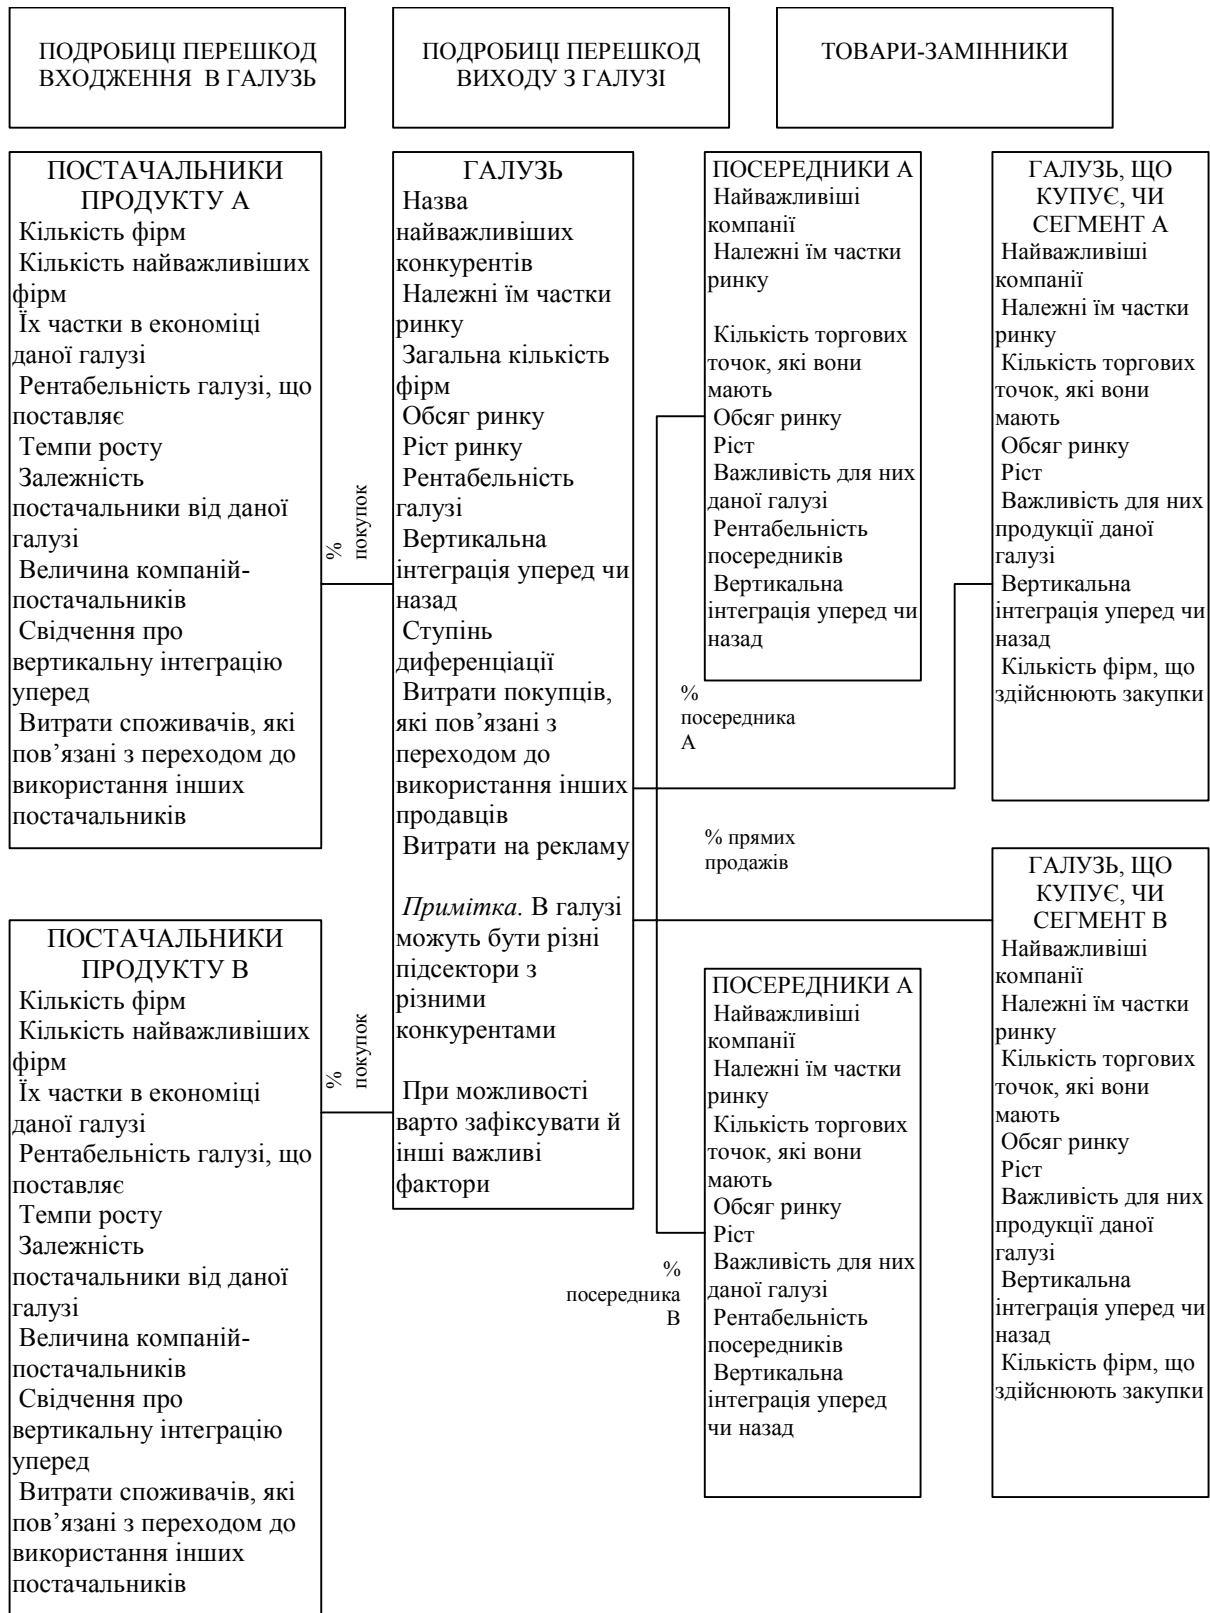 ПОДРОБИЦІ ПЕРЕШКОД
ВХОДЖЕННЯ В ГАЛУЗЬ
ПОДРОБИЦІ ПЕРЕШКОД
ВИХОДУ З ГАЛУЗІ
ТОВАРИ-ЗАМІННИКИ
ПОСТАЧАЛЬНИКИ
ПРОДУКТУ А
Кількість фірм
Кількість найважливіших
фірм
Їх частки в економіці
даної галузі
Рентабельність галузі, що
поставляє
Темпи росту
Залежність
постачальники від даної
галузі
Величина компаній-
постачальників
Свідчення про
вертикальну інтеграцію
уперед
Витрати споживачів, які
пов’язані з переходом до
використання інших
постачальників
%
покупок
ПОСТАЧАЛЬНИКИ
ПРОДУКТУ В
Кількість фірм
Кількість найважливіших
фірм
Їх частки в економіці
даної галузі
Рентабельність галузі, що
поставляє
Темпи росту
Залежність
постачальники від даної
галузі
Величина компаній-
постачальників
Свідчення про
вертикальну інтеграцію
уперед
Витрати споживачів, які
пов’язані з переходом до
використання інших
постачальників
%
покупок
ГАЛУЗЬ
Назва
найважливіших
конкурентів
Належні їм частки
ринку
Загальна кількість
фірм
Обсяг ринку
Ріст ринку
Рентабельність
галузі
Вертикальна
інтеграція уперед чи
назад
Ступінь
диференціації
Витрати покупців,
які пов’язані з
переходом до
використання інших
продавців
Витрати на рекламу
Примітка. В галузі
можуть бути різні
підсектори з
різними
конкурентами
При можливості
варто зафіксувати й
інші важливі
фактори
ПОСЕРЕДНИКИ А
Найважливіші
компанії
Належні їм частки
ринку
Кількість торгових
точок, які вони
мають
Обсяг ринку
Ріст
Важливість для них
даної галузі
Рентабельність
посередників
Вертикальна
інтеграція уперед чи
назад
%
посередника
А
% прямих
продажів
ПОСЕРЕДНИКИ А
Найважливіші
компанії
Належні їм частки
ринку
Кількість торгових
точок, які вони
мають
Обсяг ринку
Ріст
Важливість для них
даної галузі
Рентабельність
посередників
Вертикальна
інтеграція уперед
чи назад
%
посередника
В
ГАЛУЗЬ, ЩО
КУПУЄ, ЧИ
СЕГМЕНТ А
Найважливіші
компанії
Належні їм частки
ринку
Кількість торгових
точок, які вони
мають
Обсяг ринку
Ріст
Важливість для них
продукції даної
галузі
Вертикальна
інтеграція уперед чи
назад
Кількість фірм, що
здійснюють закупки
ГАЛУЗЬ, ЩО
КУПУЄ, ЧИ
СЕГМЕНТ В
Найважливіші
компанії
Належні їм частки
ринку
Кількість торгових
точок, які вони
мають
Обсяг ринку
Ріст
Важливість для них
продукції даної
галузі
Вертикальна
інтеграція уперед чи
назад
Кількість фірм, що
здійснюють закупки